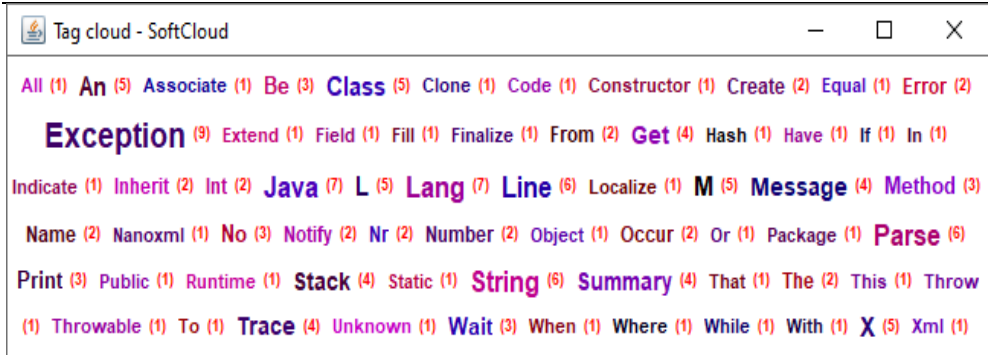 Tag cloud - SoftCloud
All (1) An (5) Associate (1) Be (3) Class (5) Clone (1) Code (1) Constructor (1) Create (2) Equal (1) Error (2)
Exception (9) Extend (1) Field (1) Fill (1) Finalize (1) From (2) Get (4) Hash (1) Have (1) If (1) In (1)
Indicate (1) Inherit (2) Int (2) Java (7) L (5) Lang (7) Line (6) Localize (1) M (5) Message (4) Method (3)
Name (2) Nanoxml (1) No (3) Notify (2) Nr (2) Number (2) Object (1) Occur (2) Or (1) Package (1) Parse (6)
Print (3) Public (1) Runtime (1) Stack (4) Static (1) String (6) Summary (4) That (1) The (2) This (1) Throw
(1) Throwable (1) To (1) Trace (4) Unknown (1) Wait (3) When (1) Where (1) While (1) With (1) X (5) Xml (1)